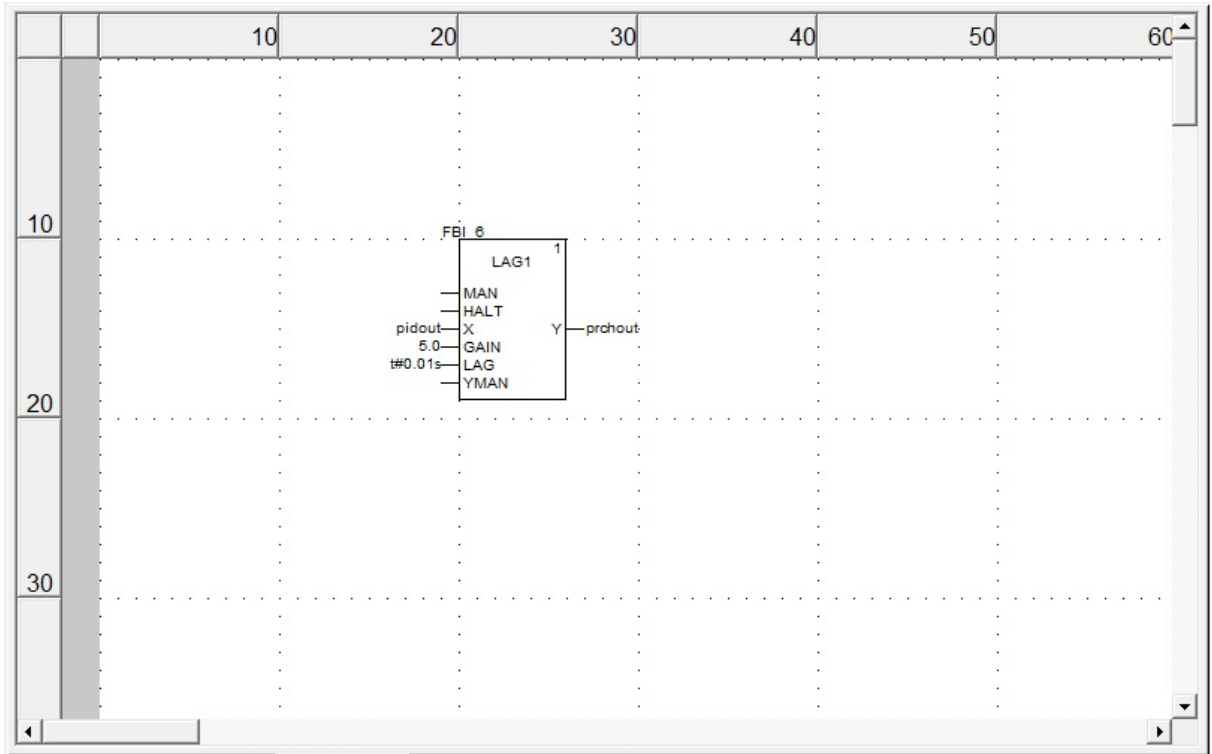 10 20 30 40 50 60
10
FBI_6
1
LAG1
MAN
HALT
pidout X Y prchout
5.0 GAIN
t#0.01s LAG
YMAN
20
30